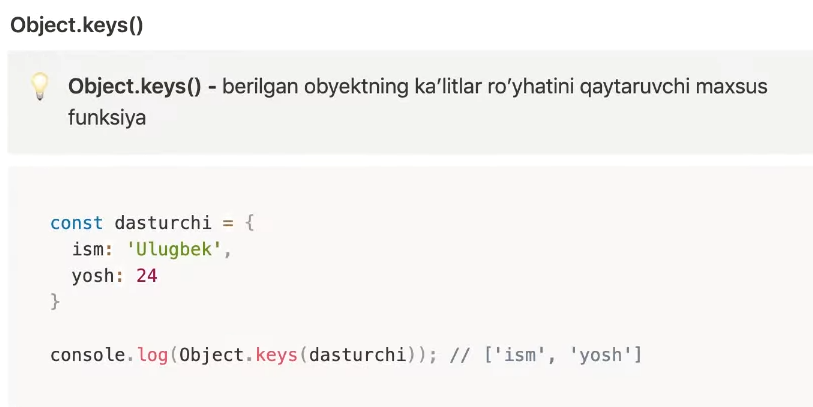 Object.keys()
Object.keys() - berilgan obyektning ka’litlar ro’yhatini qaytaruvchi maxsus
funksiya
const dasturchi = {
  ism: 'Ulugbek',
  yosh: 24
}
console.log(Object.keys(dasturchi)); // ['ism', 'yosh']